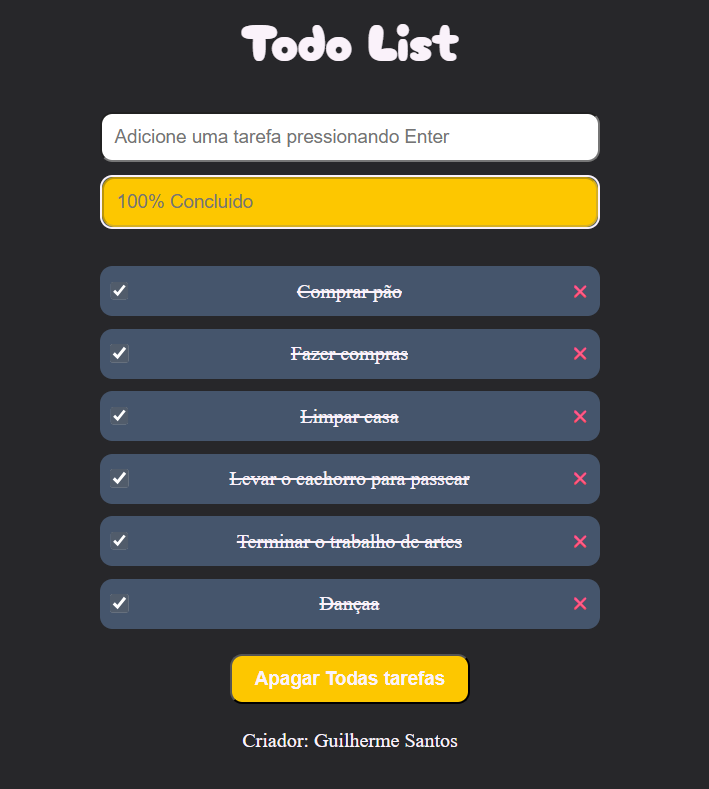 Todo List
Adicione uma tarefa pressionando Enter
100% Concluido
Comprar pão
Fazer compras
Limpar casa
Levar o cachorro para passear
Terminar o trabalho de artes
Dançaa
Apagar Todas tarefas
Criador: Guilherme Santos